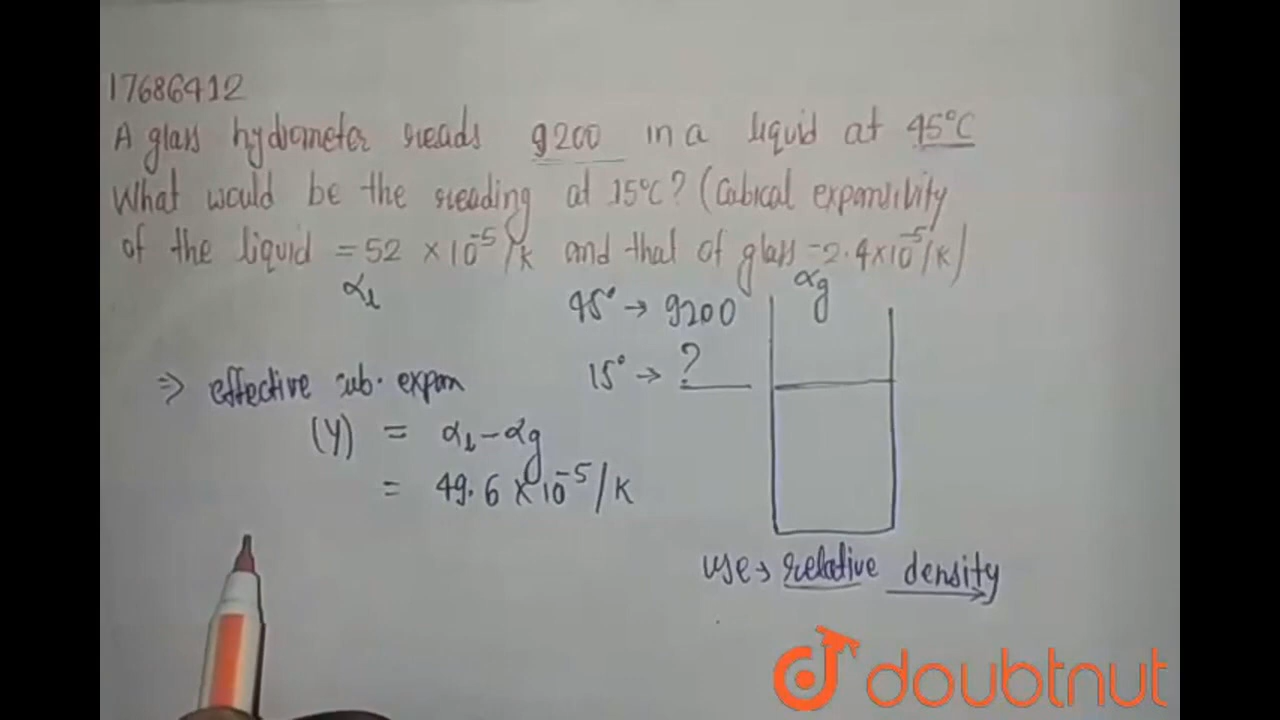 17686412
A glass hydrometer reads 9200 in a liquid at 45°C
What would be the reading at 15°C? (Cubical expansivity
of the liquid = 52 × 10⁻⁵/K and that of glass = 2.4×10⁻⁵/K)
αl
αg
45° → 9200
15° → ?
⇒ effective sub. expan
(Y) = αl - αg
= 49.6 × 10⁻⁵/K
use → relative density
doubtnut